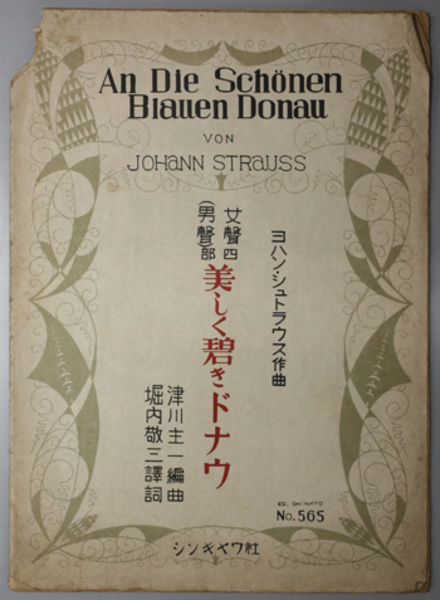 An Die Schönen
Blauen Donau
VON
JOHANN STRAUSS
ヨハン・シュトラウス作曲
女聲四
(男聲)部
美しく碧きドナウ
津川主一編曲
堀内敬三譯詞
ED. SHINKYO
No. 565
シンキヤウ社